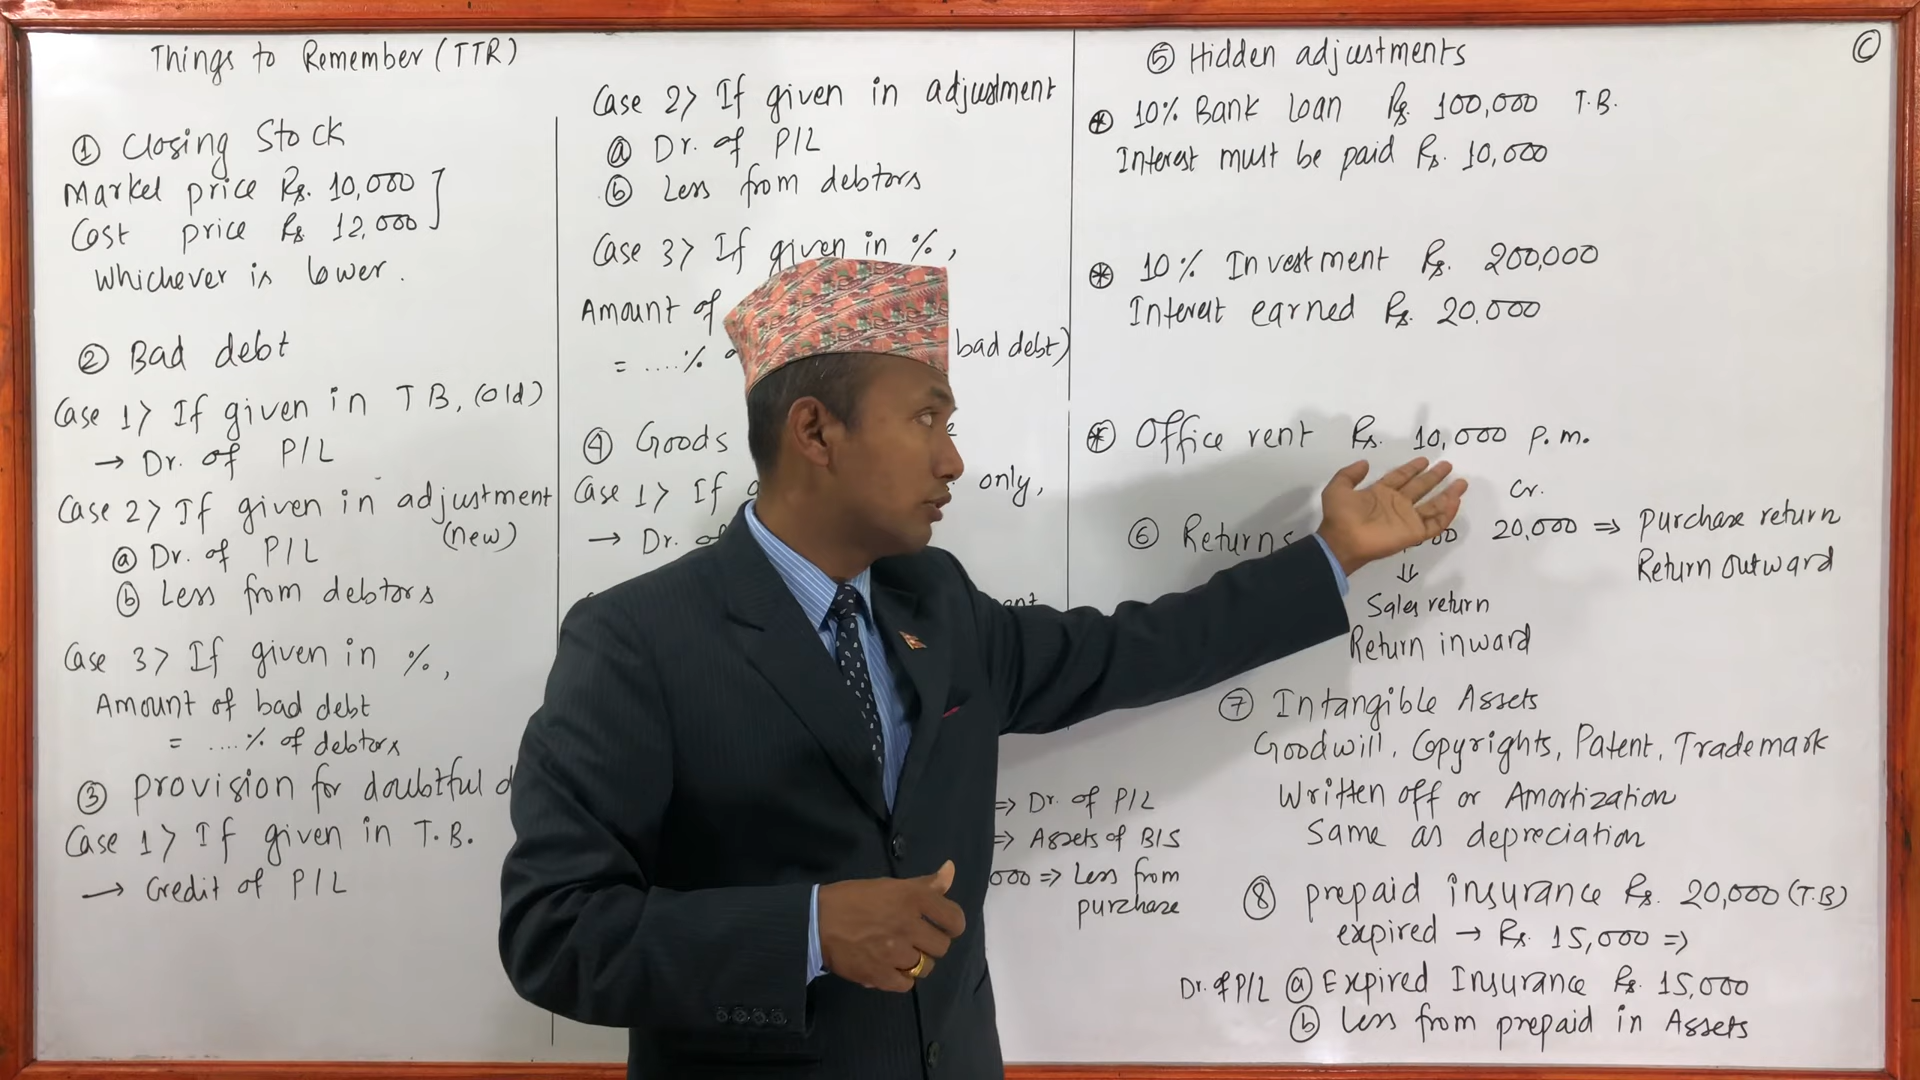 Things to Remember (TTR)
① Closing Stock
Market price Rs. 10,000
Cost price Rs 12,000
Whichever is lower.
② Bad debt
Case 1> If given in T B, (old)
→ Dr. of P/L
Case 2> If given in adjustment
(new)
ⓐ Dr. of P/L
ⓑ Less from debtors
Case 3> If given in %,
Amount of bad debt
= ....% of debtors
③ provision for doubtful
Case 1> If given in T.B.
→ Credit of P/L
Case 2> If given in adjustment
ⓐ Dr. of P/L
ⓑ Less from debtors
Case 3> If given in %,
Amount of
= ....% bad debt)
④ Goods
Case 1> If only,
→ Dr. of
⇒ Dr. of P/L
⇒ Assets of B/S
000 ⇒ Less from
purchase
©
⑤ Hidden adjustments
* 10% Bank loan Rs. 100,000 T.B.
Interest must be paid Rs. 10,000
* 10% Investment Rs. 200,000
Interest earned Rs. 20,000
* Office rent Rs. 10,000 p.m.
Cr.
⑥ Returns 20,000 ⇒ purchase return
Return outward
⇓
Sales return
Return inward
⑦ Intangible Assets
Goodwill, Copyrights, Patent, Trademark
Written off or Amortization
Same as depreciation
⑧ prepaid insurance Rs. 20,000 (T.B)
expired → Rs. 15,000 ⇒
Dr. of P/L ⓐ Expired Insurance Rs. 15,000
ⓑ Less from prepaid in Assets